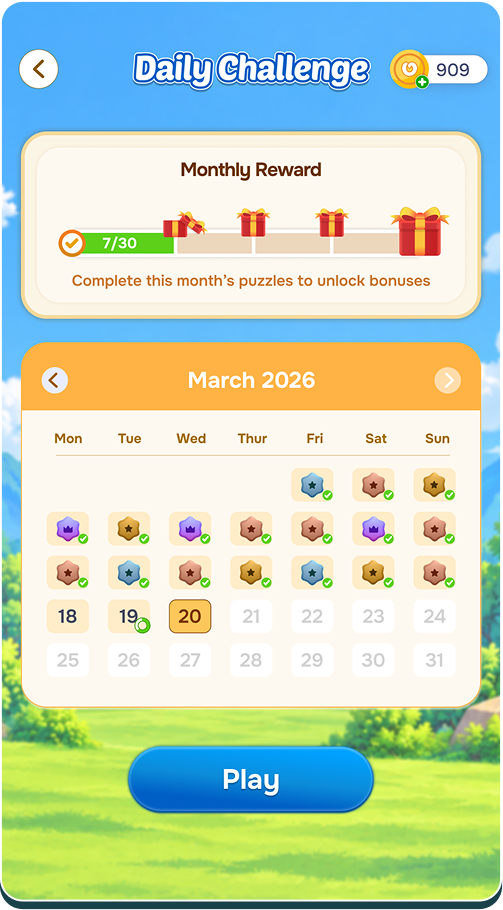 Daily Challenge
909
Monthly Reward
7/30
Complete this month's puzzles to unlock bonuses
March 2026
Mon Tue Wed Thur Fri Sat Sun
18 19 20 21 22 23 24
25 26 27 28 29 30 31
Play